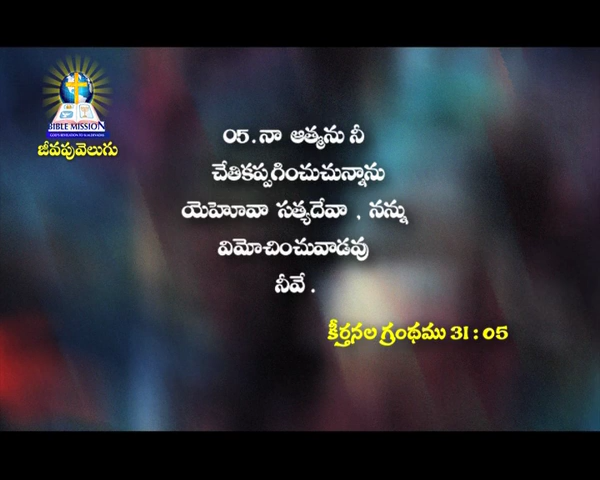 BIBLE MISSION
జీవపువెలుగు
05. నా ఆత్మను నీ
చేతికప్పగించుచున్నాను
యెహోవా సత్యదేవా , నన్ను
విమోచించువాడవు
నీవే .
కీర్తనల గ్రంథము 31 : 05